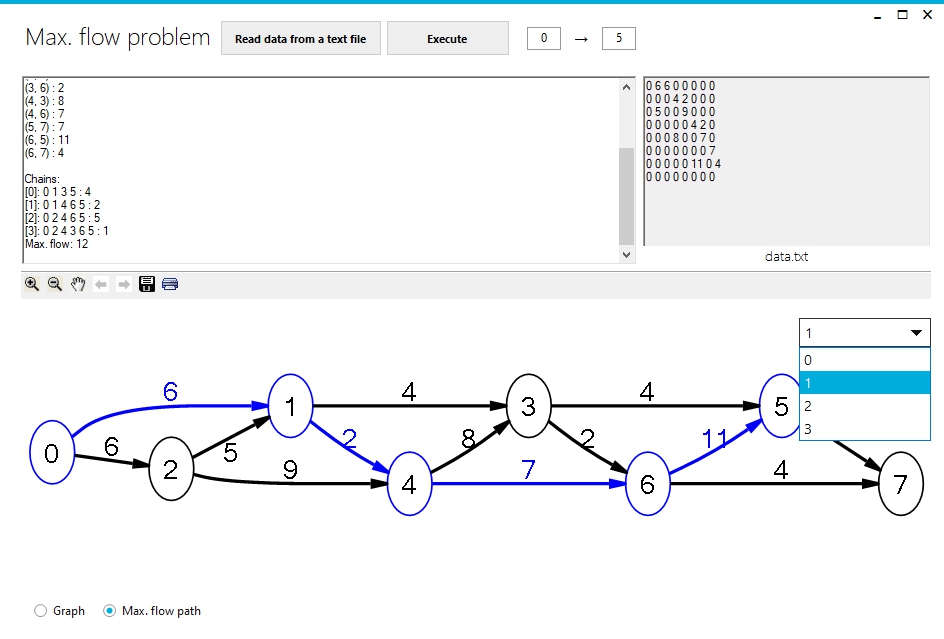 Max. flow problem
Read data from a text file
Execute
0 → 5
(3, 6) : 2
(4, 3) : 8
(4, 6) : 7
(5, 7) : 7
(6, 5) : 11
(6, 7) : 4
Chains:
[0]: 0 1 3 5 : 4
[1]: 0 1 4 6 5 : 2
[2]: 0 2 4 6 5 : 5
[3]: 0 2 4 3 6 5 : 1
Max. flow: 12
0 6 6 0 0 0 0 0
0 0 0 4 2 0 0 0
0 5 0 0 9 0 0 0
0 0 0 0 0 4 2 0
0 0 0 8 0 0 7 0
0 0 0 0 0 0 0 7
0 0 0 0 0 11 0 4
0 0 0 0 0 0 0 0
data.txt
1
0
1
2
3
6 4 4
1 3 5
6 5 2 8 2 11
0 2 9 4 7 6 4 7
Graph
Max. flow path